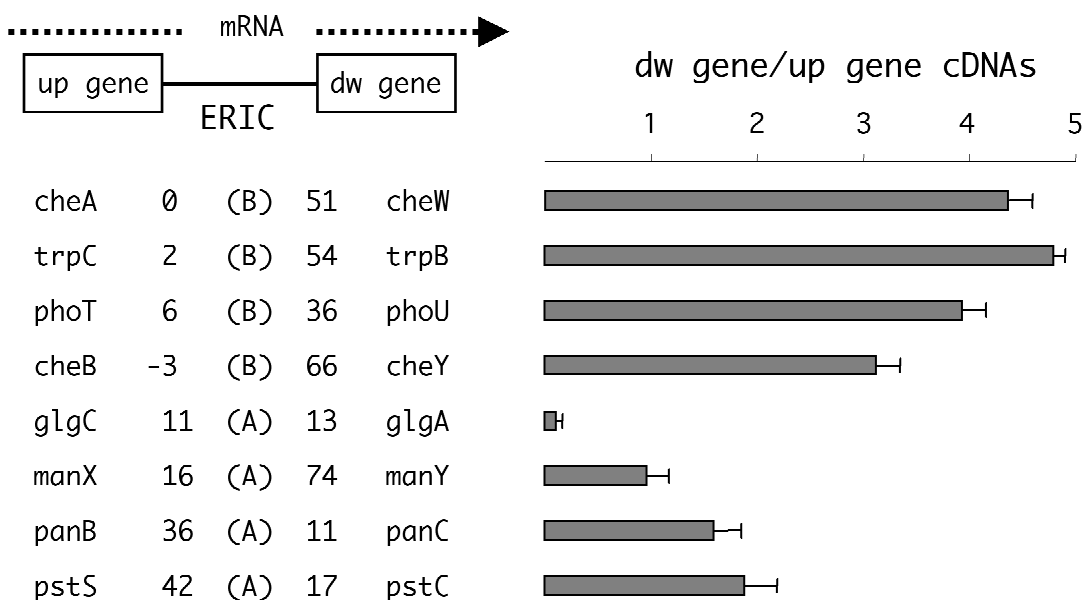 mRNA
up gene dw gene
ERIC
dw gene/up gene cDNAs
1 2 3 4 5
cheA 0 (B) 51 cheW
trpC 2 (B) 54 trpB
phoT 6 (B) 36 phoU
cheB -3 (B) 66 cheY
glgC 11 (A) 13 glgA
manX 16 (A) 74 manY
panB 36 (A) 11 panC
pstS 42 (A) 17 pstC